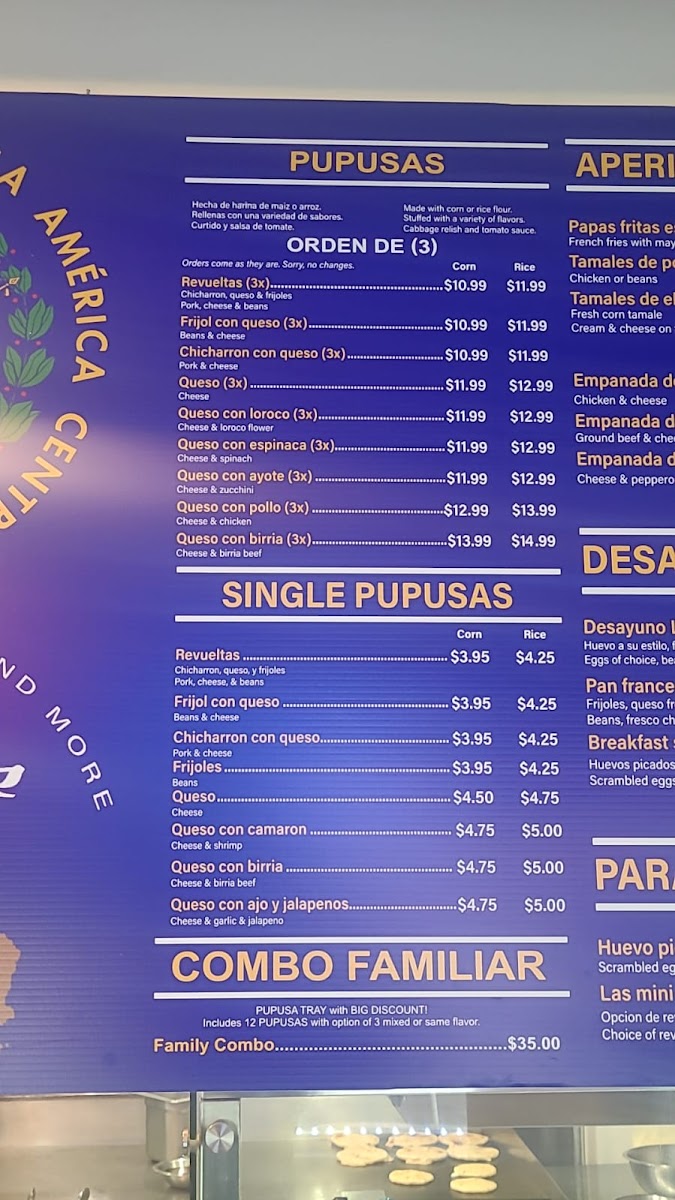 A AMÉRICA CENTR
ND MORE
PUPUSAS
Hecha de harina de maiz o arroz.
Rellenas con una variedad de sabores.
Curtido y salsa de tomate.
Made with corn or rice flour.
Stuffed with a variety of flavors.
Cabbage relish and tomato sauce.
ORDEN DE (3)
Orders come as they are. Sorry, no changes.
Corn Rice
Revueltas (3x) $10.99 $11.99
Chicharron, queso & frijoles
Pork, cheese & beans
Frijol con queso (3x) $10.99 $11.99
Beans & cheese
Chicharron con queso (3x) $10.99 $11.99
Pork & cheese
Queso (3x) $11.99 $12.99
Cheese
Queso con loroco (3x) $11.99 $12.99
Cheese & loroco flower
Queso con espinaca (3x) $11.99 $12.99
Cheese & spinach
Queso con ayote (3x) $11.99 $12.99
Cheese & zucchini
Queso con pollo (3x) $12.99 $13.99
Cheese & chicken
Queso con birria (3x) $13.99 $14.99
Cheese & birria beef
SINGLE PUPUSAS
Corn Rice
Revueltas $3.95 $4.25
Chicharron, queso, y frijoles
Pork, cheese, & beans
Frijol con queso $3.95 $4.25
Beans & cheese
Chicharron con queso $3.95 $4.25
Pork & cheese
Frijoles $3.95 $4.25
Beans
Queso $4.50 $4.75
Cheese
Queso con camaron $4.75 $5.00
Cheese & shrimp
Queso con birria $4.75 $5.00
Cheese & birria beef
Queso con ajo y jalapenos $4.75 $5.00
Cheese & garlic & jalapeno
COMBO FAMILIAR
PUPUSA TRAY with BIG DISCOUNT!
Includes 12 PUPUSAS with option of 3 mixed or same flavor.
Family Combo $35.00
APERI
Papas fritas e
French fries with may
Tamales de po
Chicken or beans
Tamales de el
Fresh corn tamale
Cream & cheese on
Empanada d
Chicken & cheese
Empanada d
Ground beef & chee
Empanada d
Cheese & peppero
DESA
Desayuno
Huevo a su estilo, f
Eggs of choice, bea
Pan france
Frijoles, queso fr
Beans, fresco ch
Breakfast s
Huevos picados
Scrambled eggs
PARA
Huevo pi
Scrambled eg
Las mini
Opcion de re
Choice of rev